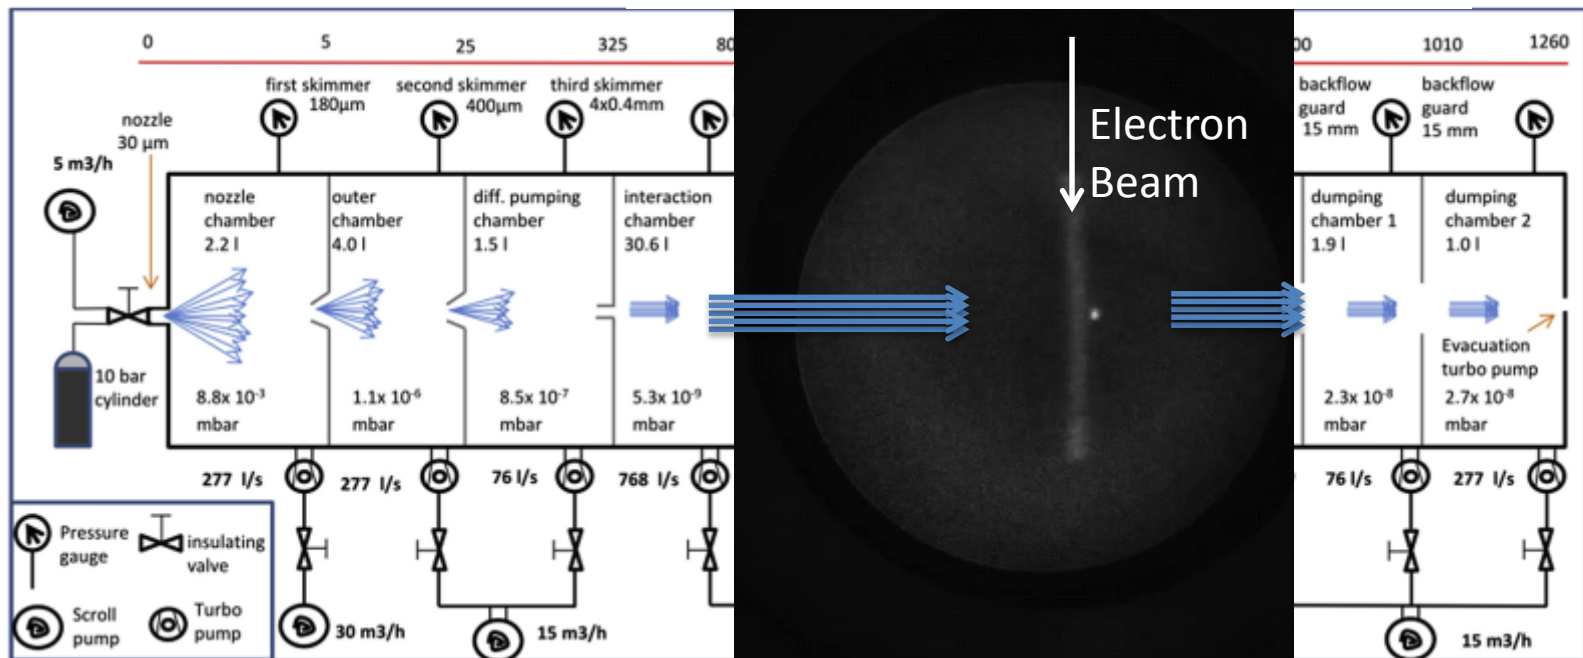 0 5 25 325 80 00 1010 1260
first skimmer
180µm
second skimmer
400µm
third skimmer
4x0.4mm
backflow
guard
15 mm
backflow
guard
15 mm
nozzle
30 µm
5 m3/h
Electron
Beam
nozzle
chamber
2.2 l
outer
chamber
4.0 l
diff. pumping
chamber
1.5 l
interaction
chamber
30.6 l
dumping
chamber 1
1.9 l
dumping
chamber 2
1.0 l
10 bar
cylinder
Evacuation
turbo pump
8.8x 10⁻³
mbar
1.1x 10⁻⁶
mbar
8.5x 10⁻⁷
mbar
5.3x 10⁻⁹
mbar
2.3x 10⁻⁸
mbar
2.7x 10⁻⁸
mbar
277 l/s
277 l/s
76 l/s
768 l/s
76 l/s
277 l/s
Pressure
gauge
insulating
valve
Scroll
pump
Turbo
pump
30 m3/h
15 m3/h
15 m3/h